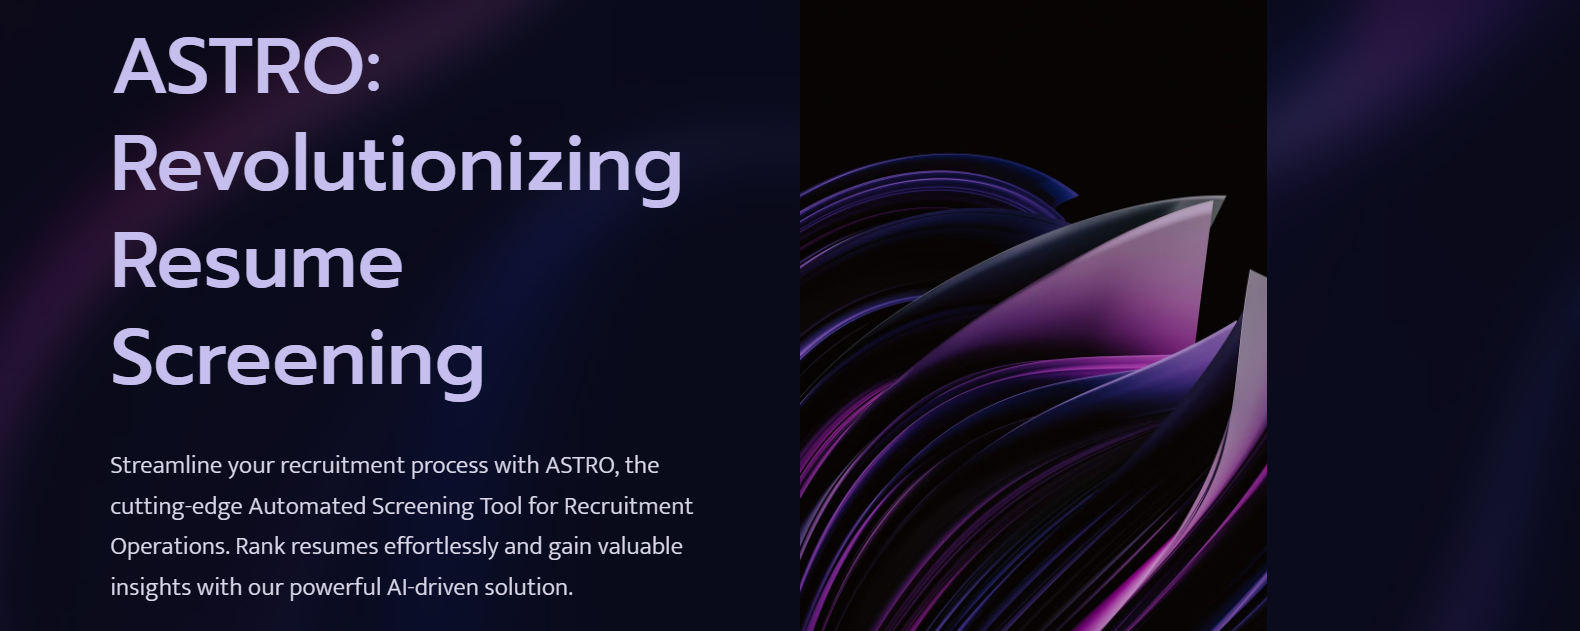 ASTRO:
Revolutionizing
Resume
Screening
Streamline your recruitment process with ASTRO, the
cutting-edge Automated Screening Tool for Recruitment
Operations. Rank resumes effortlessly and gain valuable
insights with our powerful AI-driven solution.